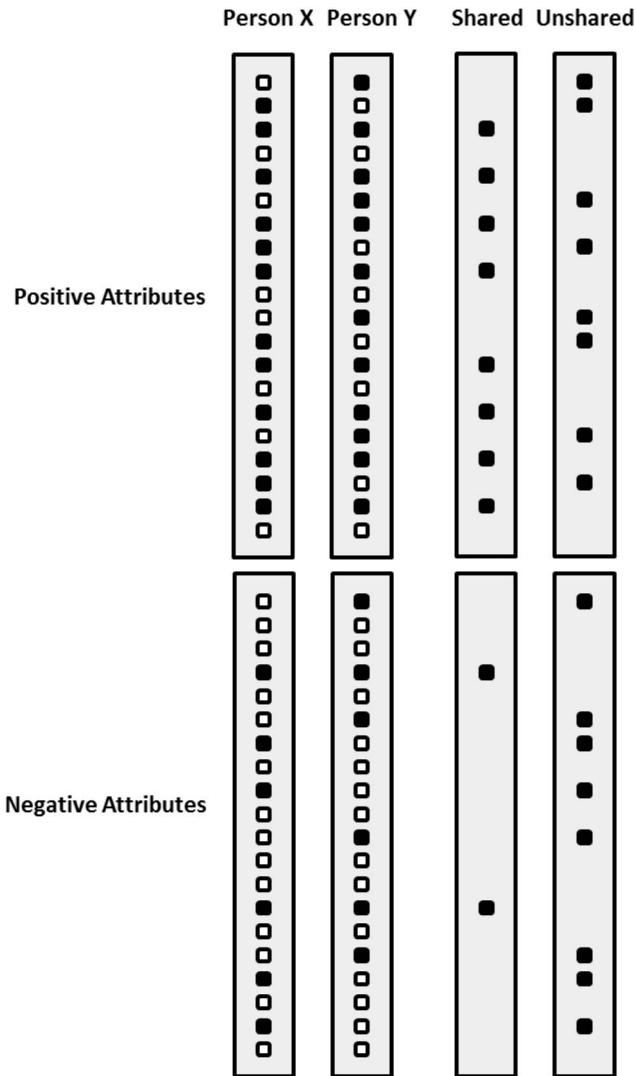 Person X Person Y Shared Unshared
Positive Attributes
Negative Attributes